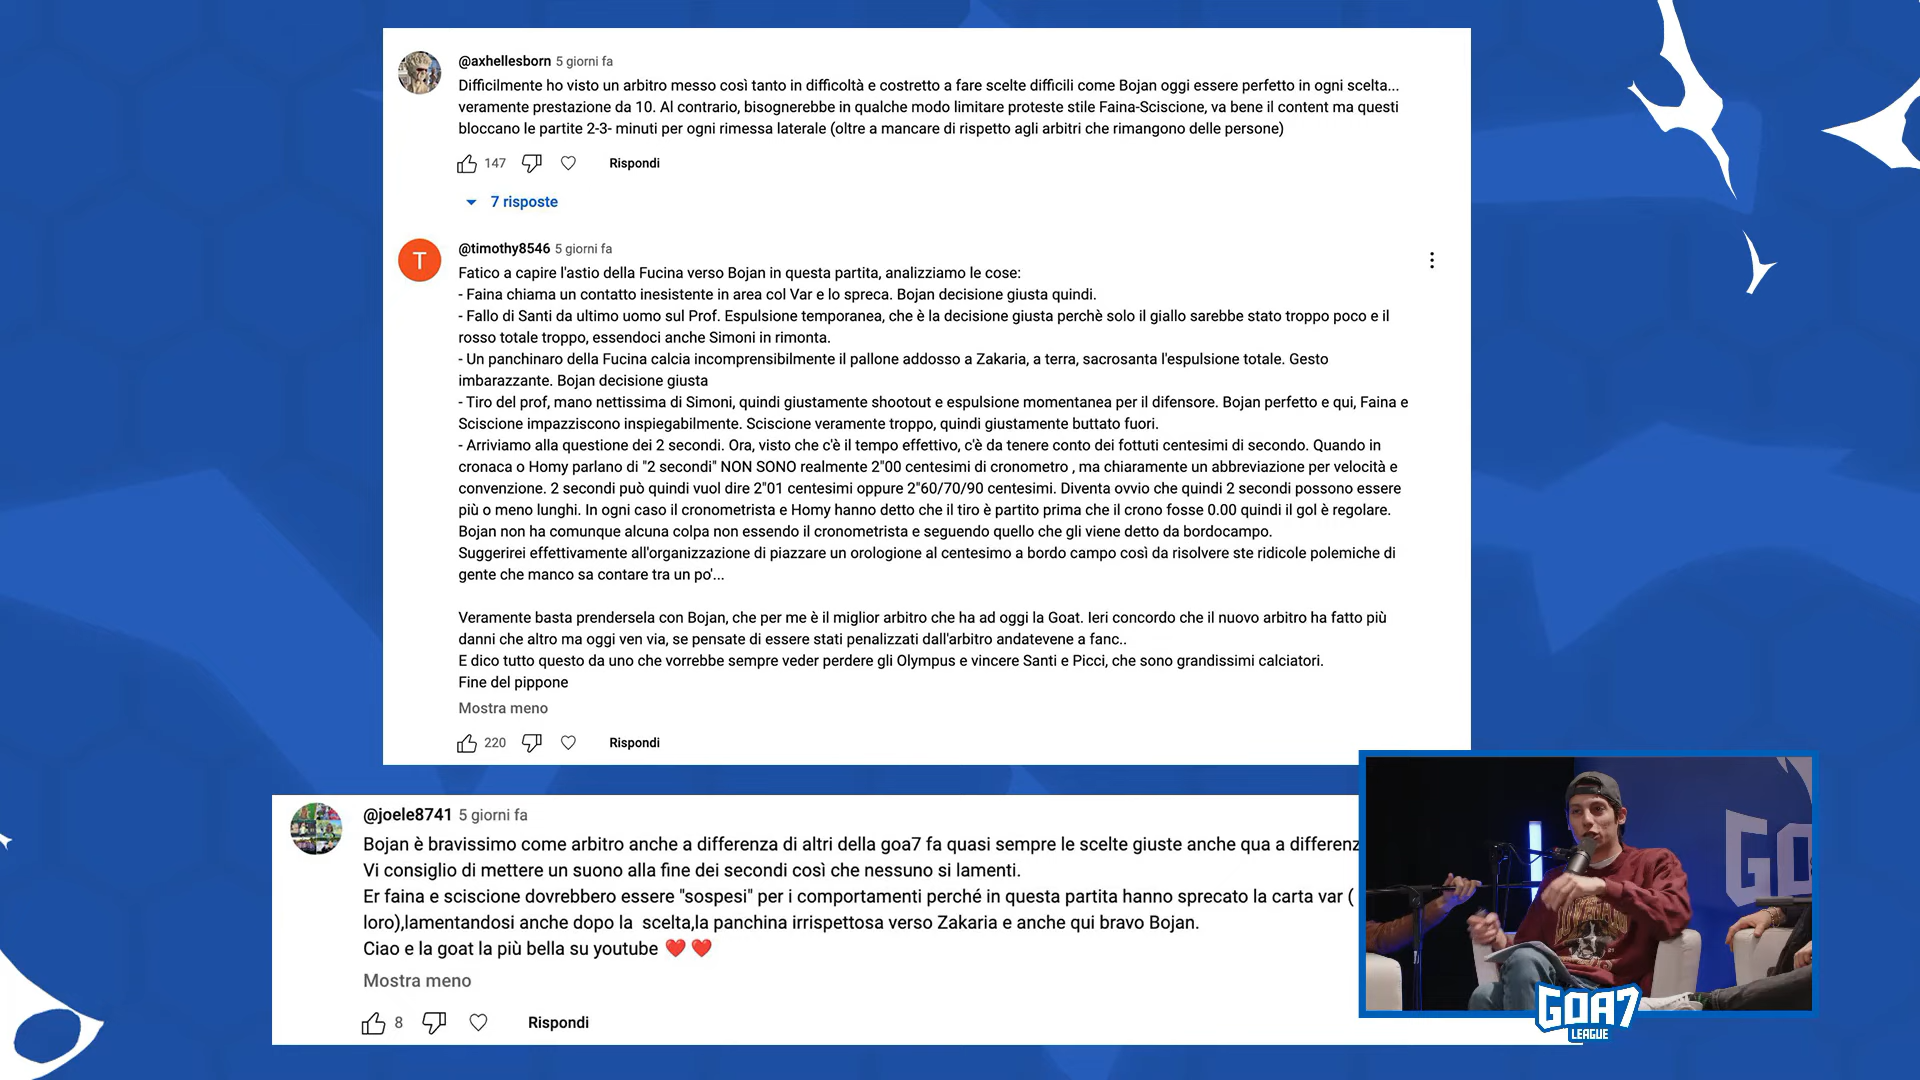 @axhellesborn 5 giorni fa
Difficilmente ho visto un arbitro messo così tanto in difficoltà e costretto a fare scelte difficili come Bojan oggi essere perfetto in ogni scelta...
veramente prestazione da 10. Al contrario, bisognerebbe in qualche modo limitare proteste stile Faina-Sciscione, va bene il content ma questi
bloccano le partite 2-3- minuti per ogni rimessa laterale (oltre a mancare di rispetto agli arbitri che rimangono delle persone)
147 Rispondi
7 risposte
T
@timothy8546 5 giorni fa
Fatico a capire l'astio della Fucina verso Bojan in questa partita, analizziamo le cose:
- Faina chiama un contatto inesistente in area col Var e lo spreca. Bojan decisione giusta quindi.
- Fallo di Santi da ultimo uomo sul Prof. Espulsione temporanea, che è la decisione giusta perchè solo il giallo sarebbe stato troppo poco e il
rosso totale troppo, essendoci anche Simoni in rimonta.
- Un panchinaro della Fucina calcia incomprensibilmente il pallone addosso a Zakaria, a terra, sacrosanta l'espulsione totale. Gesto
imbarazzante. Bojan decisione giusta
- Tiro del prof, mano nettissima di Simoni, quindi giustamente shootout e espulsione momentanea per il difensore. Bojan perfetto e qui, Faina e
Sciscione impazziscono inspiegabilmente. Sciscione veramente troppo, quindi giustamente buttato fuori.
- Arriviamo alla questione dei 2 secondi. Ora, visto che c'è il tempo effettivo, c'è da tenere conto dei fottuti centesimi di secondo. Quando in
cronaca o Homy parlano di "2 secondi" NON SONO realmente 2"00 centesimi di cronometro , ma chiaramente un abbreviazione per velocità e
convenzione. 2 secondi può quindi vuol dire 2"01 centesimi oppure 2"60/70/90 centesimi. Diventa ovvio che quindi 2 secondi possono essere
più o meno lunghi. In ogni caso il cronometrista e Homy hanno detto che il tiro è partito prima che il crono fosse 0.00 quindi il gol è regolare.
Bojan non ha comunque alcuna colpa non essendo il cronometrista e seguendo quello che gli viene detto da bordocampo.
Suggerirei effettivamente all'organizzazione di piazzare un orologione al centesimo a bordo campo così da risolvere ste ridicole polemiche di
gente che manco sa contare tra un po'...
Veramente basta prendersela con Bojan, che per me è il miglior arbitro che ha ad oggi la Goat. Ieri concordo che il nuovo arbitro ha fatto più
danni che altro ma oggi ven via, se pensate di essere stati penalizzati dall'arbitro andatevene a fanc..
E dico tutto questo da uno che vorrebbe sempre veder perdere gli Olympus e vincere Santi e Picci, che sono grandissimi calciatori.
Fine del pippone
Mostra meno
220 Rispondi
@joele8741 5 giorni fa
Bojan è bravissimo come arbitro anche a differenza di altri della goa7 fa quasi sempre le scelte giuste anche qua a differenz
Vi consiglio di mettere un suono alla fine dei secondi così che nessuno si lamenti.
Er faina e sciscione dovrebbero essere "sospesi" per i comportamenti perché in questa partita hanno sprecato la carta var (
loro),lamentandosi anche dopo la  scelta,la panchina irrispettosa verso Zakaria e anche qui bravo Bojan.
Ciao e la goat la più bella su youtube ❤️ ❤️
Mostra meno
8 Rispondi
GOA7
LEAGUE